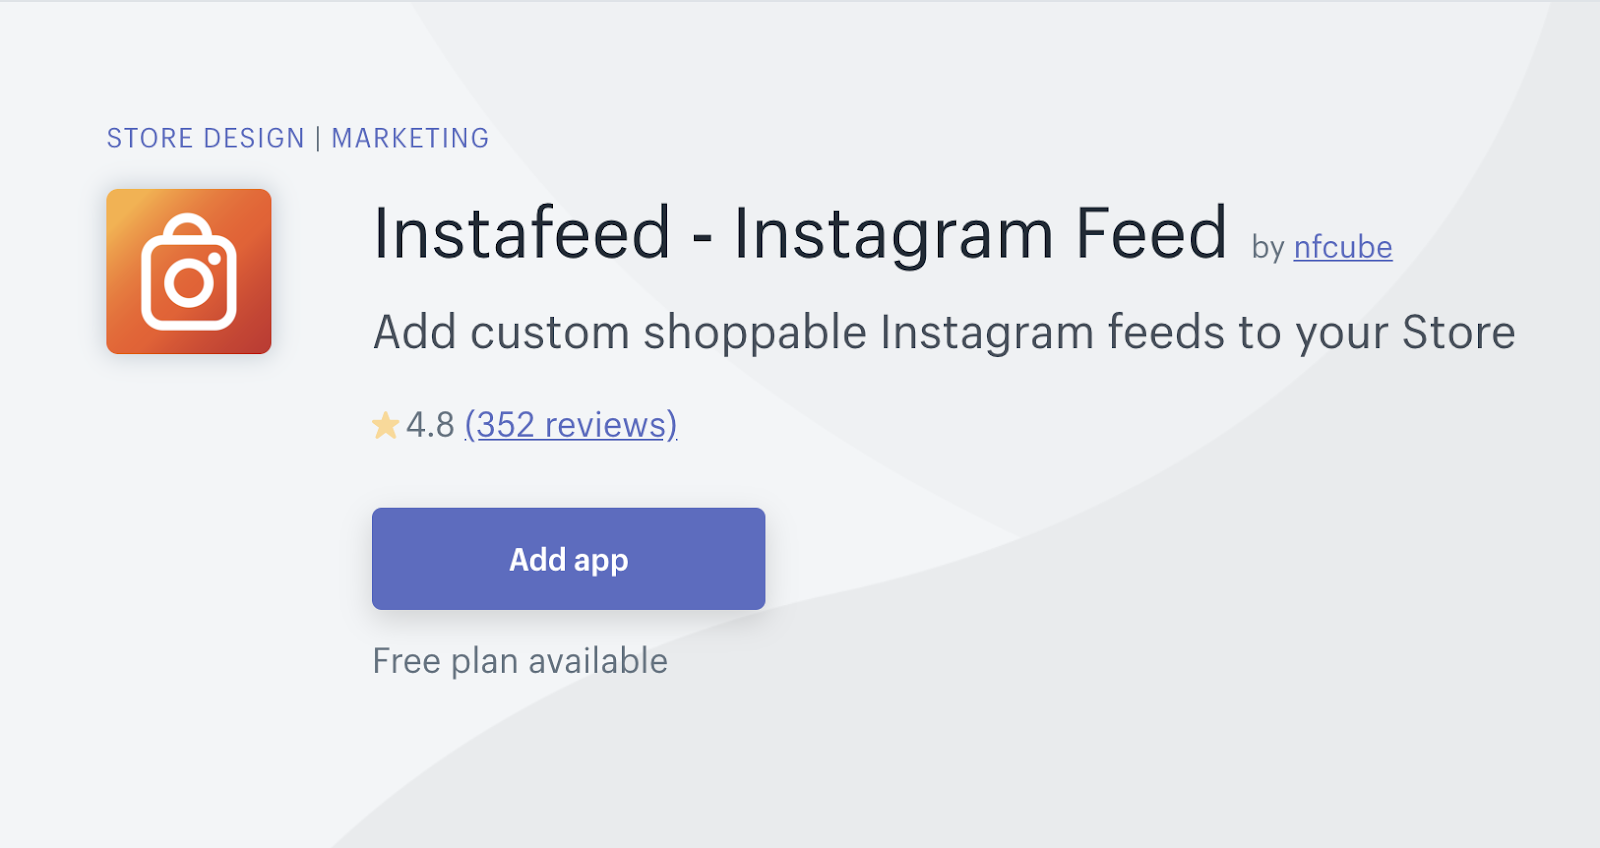 STORE DESIGN | MARKETING
Instafeed - Instagram Feed by nfcube
Add custom shoppable Instagram feeds to your Store
4.8 (352 reviews)
Add app
Free plan available